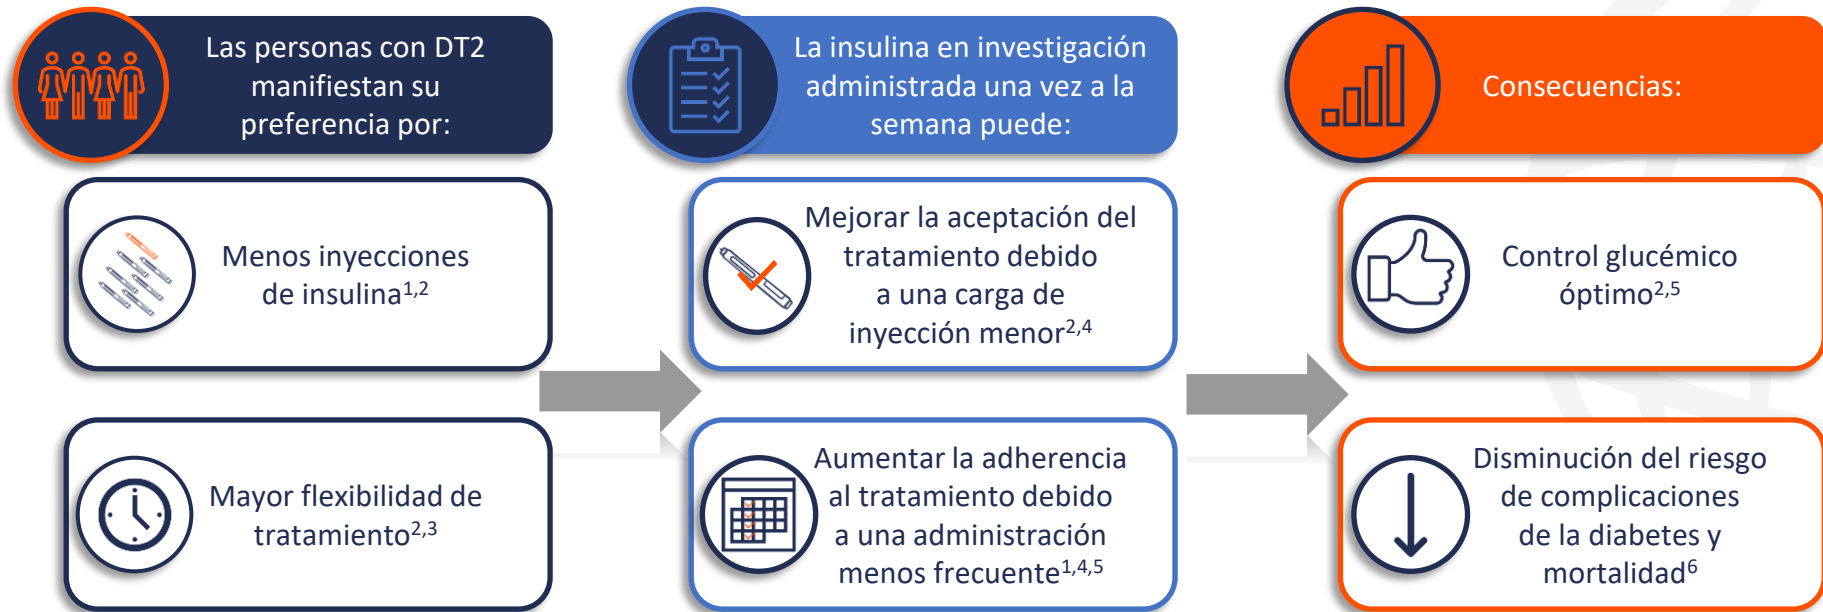 Las personas con DT2
manifiestan su
preferencia por:
Menos inyecciones
de insulina1,2
Mayor flexibilidad de
tratamiento2,3
La insulina en investigación
administrada una vez a la
semana puede:
Mejorar la aceptación del
tratamiento debido
a una carga de
inyección menor2,4
Aumentar la adherencia
al tratamiento debido
a una administración
menos frecuente1,4,5
Consecuencias:
Control glucémico
óptimo2,5
Disminución del riesgo
de complicaciones
de la diabetes y
mortalidad6